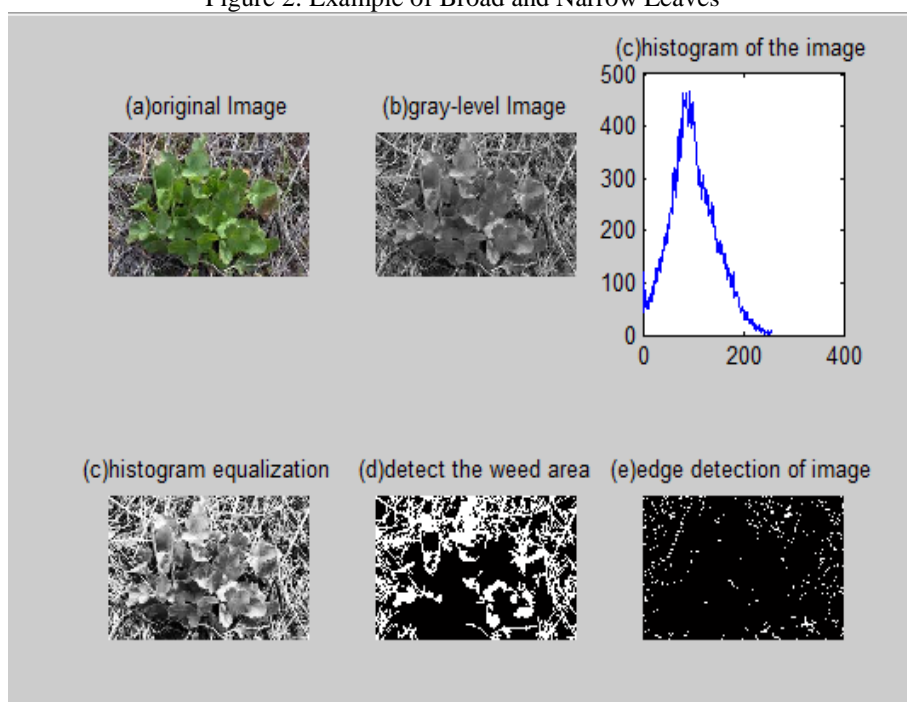 Figure 2. Example of Broad and Narrow Leaves
(c)histogram of the image
(a)original Image
(b)gray-level Image
500
400
300
200
100
0
0 200 400
(c)histogram equalization
(d)detect the weed area
(e)edge detection of image